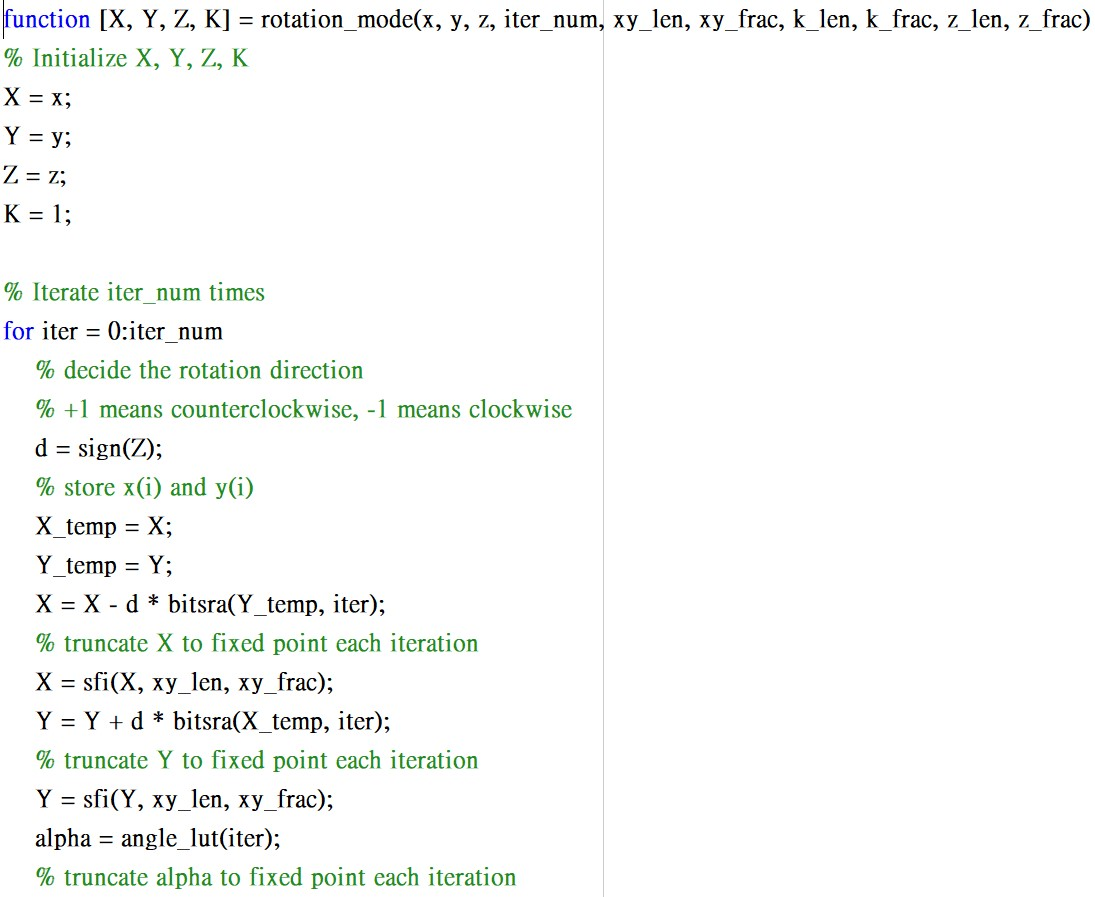 function [X, Y, Z, K] = rotation_mode(x, y, z, iter_num, xy_len, xy_frac, k_len, k_frac, z_len, z_frac)
% Initialize X, Y, Z, K
X = x;
Y = y;
Z = z;
K = 1;
% Iterate iter_num times
for iter = 0:iter_num
% decide the rotation direction
% +1 means counterclockwise, -1 means clockwise
d = sign(Z);
% store x(i) and y(i)
X_temp = X;
Y_temp = Y;
X = X - d * bitsra(Y_temp, iter);
% truncate X to fixed point each iteration
X = sfi(X, xy_len, xy_frac);
Y = Y + d * bitsra(X_temp, iter);
% truncate Y to fixed point each iteration
Y = sfi(Y, xy_len, xy_frac);
alpha = angle_lut(iter);
% truncate alpha to fixed point each iteration